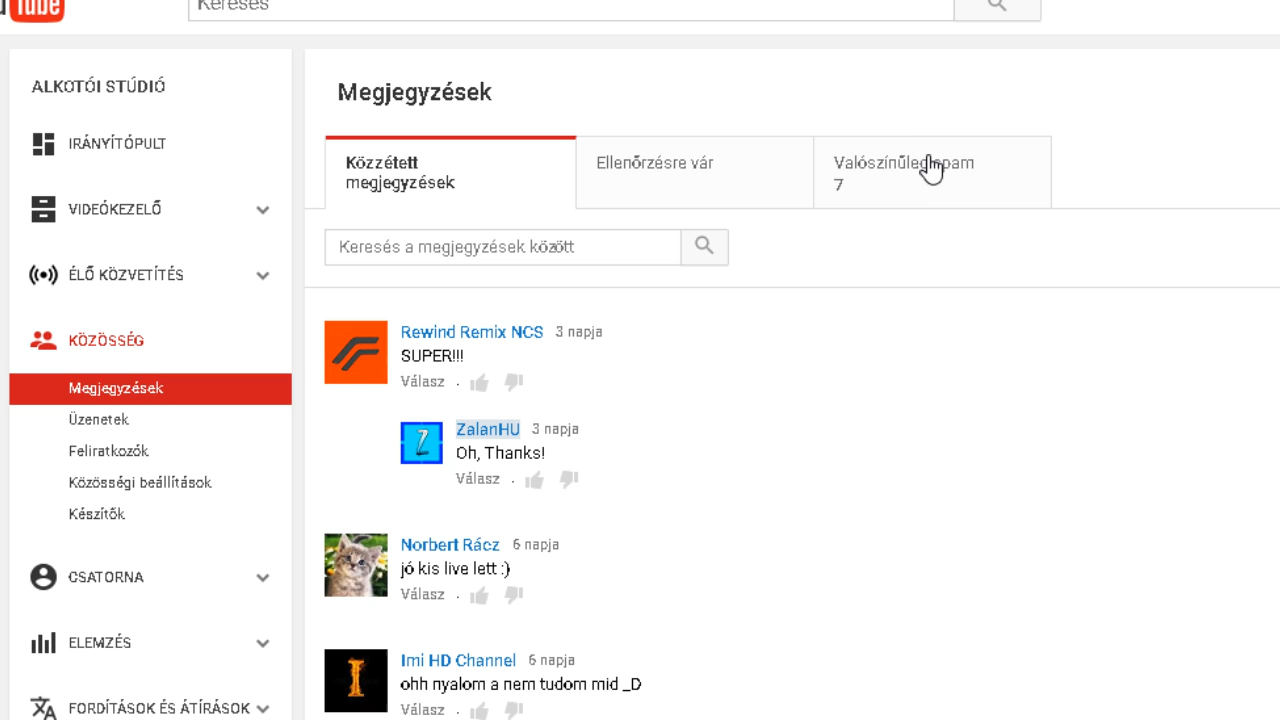 Tube
Keresés
ALKOTÓI STÚDIÓ
IRÁNYÍTÓPULT
VIDEÓKEZELŐ
ÉLŐ KÖZVETÍTÉS
KÖZÖSSÉG
Megjegyzések
Üzenetek
Feliratkozók
Közösségi beállítások
Készítők
CSATORNA
ELEMZÉS
FORDÍTÁSOK ÉS ÁTÍRÁSOK
Megjegyzések
Közzétett
megjegyzések
Ellenőrzésre vár
Valószínűleg spam
7
Keresés a megjegyzések között
Rewind Remix NCS 3 napja
SUPER!!!
Válasz .
Z
ZalanHU 3 napja
Oh, Thanks!
Válasz .
Norbert Rácz 6 napja
jó kis live lett :)
Válasz .
I
Imi HD Channel 6 napja
ohh nyalom a nem tudom mid _D
Válasz .